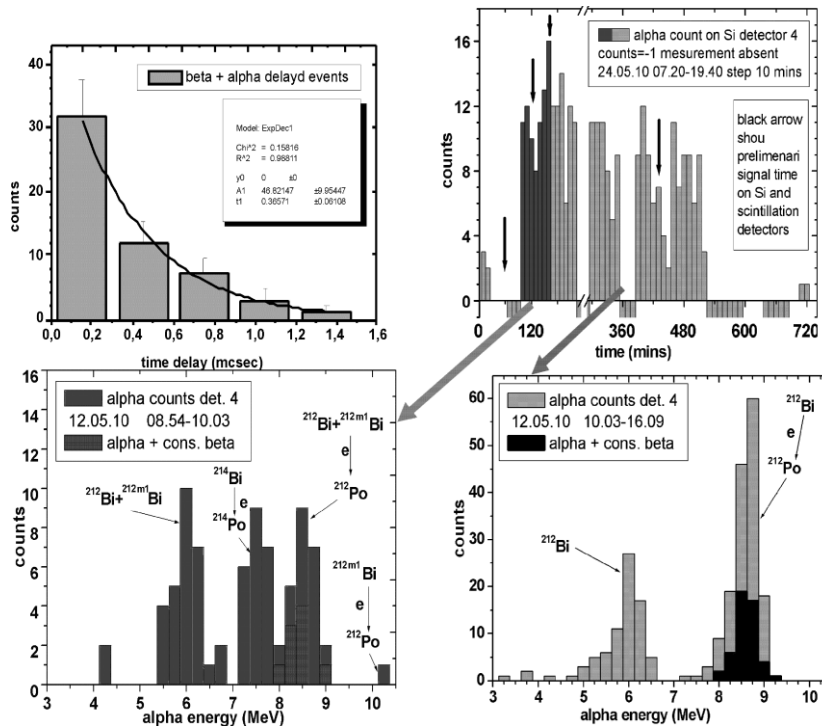 beta + alpha delayd events
Model: ExpDec1
Chi^2 = 0.15816
R^2 = 0.98811
y0 0 ±0
A1 46.82147 ±9.95447
t1 0.36571 ±0.06108
counts
40
30
20
10
0
0,0 0,2 0,4 0,6 0,8 1,0 1,2 1,4 1,6
time delay (mcsec)
alpha count on Si detector 4
counts=-1 mesurement absent
24.05.10 07.20-19.40 step 10 mins
black arrow
shou
prelimenari
signal time
on Si and
scintillation
detectors
counts
16
12
8
4
0
0 120 360 480 600 720
time (mins)
alpha counts det. 4
12.05.10 08.54-10.03
alpha + cons. beta
²¹²Bi+²¹²ᵐ¹Bi
e
²¹²Po
²¹²Bi+²¹²ᵐ¹Bi
²¹⁴Bi
e
²¹⁴Po
²¹²ᵐ¹Bi
e
²¹²Po
counts
16
14
12
10
8
6
4
2
0
3 4 5 6 7 8 9 10
alpha energy (MeV)
alpha counts det. 4
12.05.10 10.03-16.09
alpha + cons. beta
²¹²Bi
e
²¹²Po
²¹²Bi
counts
60
50
40
30
20
10
0
3 4 5 6 7 8 9 10
alpha energy (MeV)